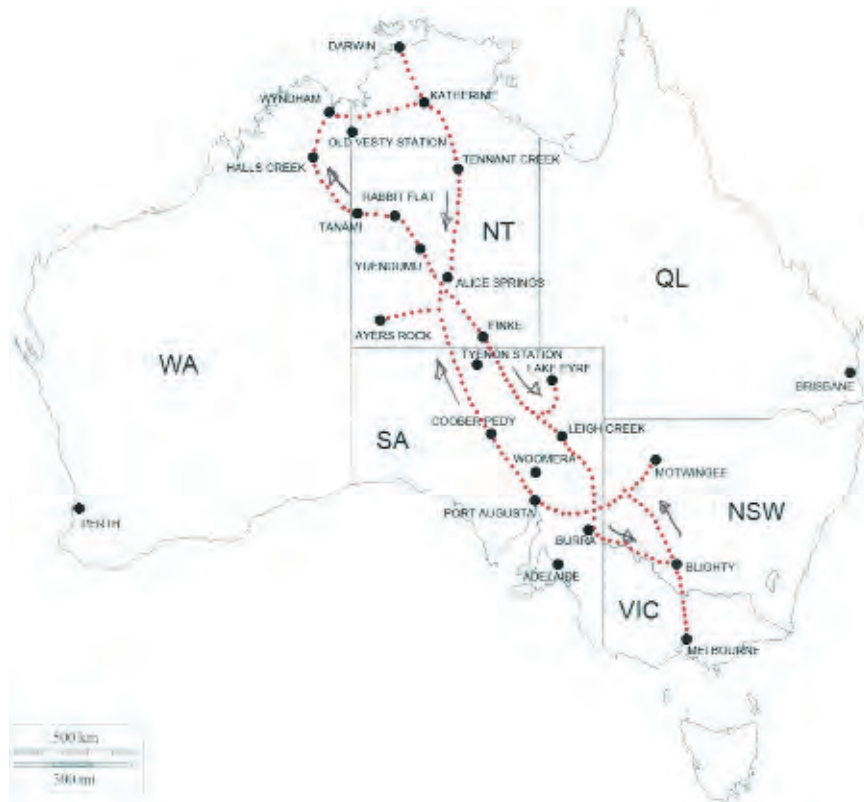 DARWIN
WYNDHAM
KATHERINE
OLD VESTY STATION
HALLS CREEK
TENNANT CREEK
RABBIT FLAT
TANAMI
NT
YUENDUMU
ALICE SPRINGS
QL
AYERS ROCK
FINKE
WA
TYENON STATION
LAKE EYRE
BRISBANE
COOBER PEDY
SA
LEIGH CREEK
WOOMERA
MOTWINGEE
PERTH
PORT AUGUSTA
NSW
BURRA
BLIGHTY
ADELAIDE
VIC
MELBOURNE
500 km
500 mi